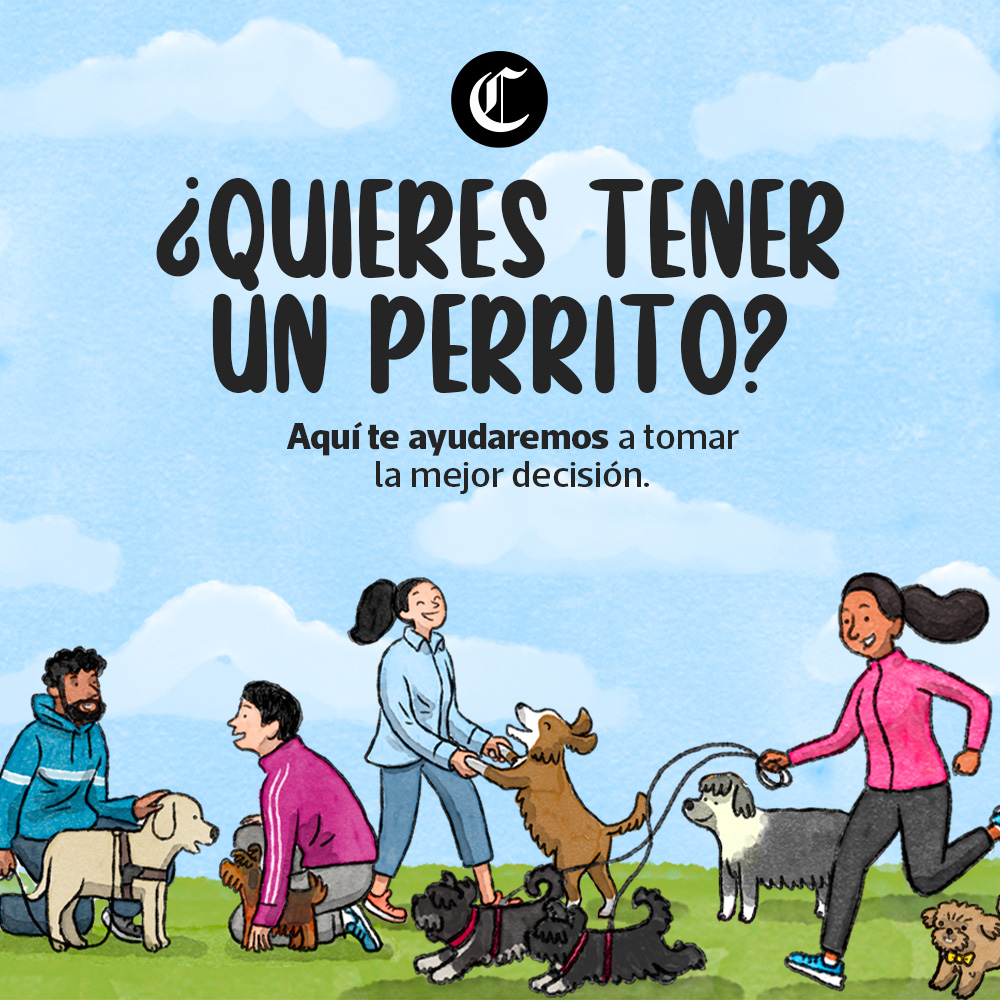 C
¿QUIERES TENER
UN PERRITO?
Aquí te ayudaremos a tomar
la mejor decisión.